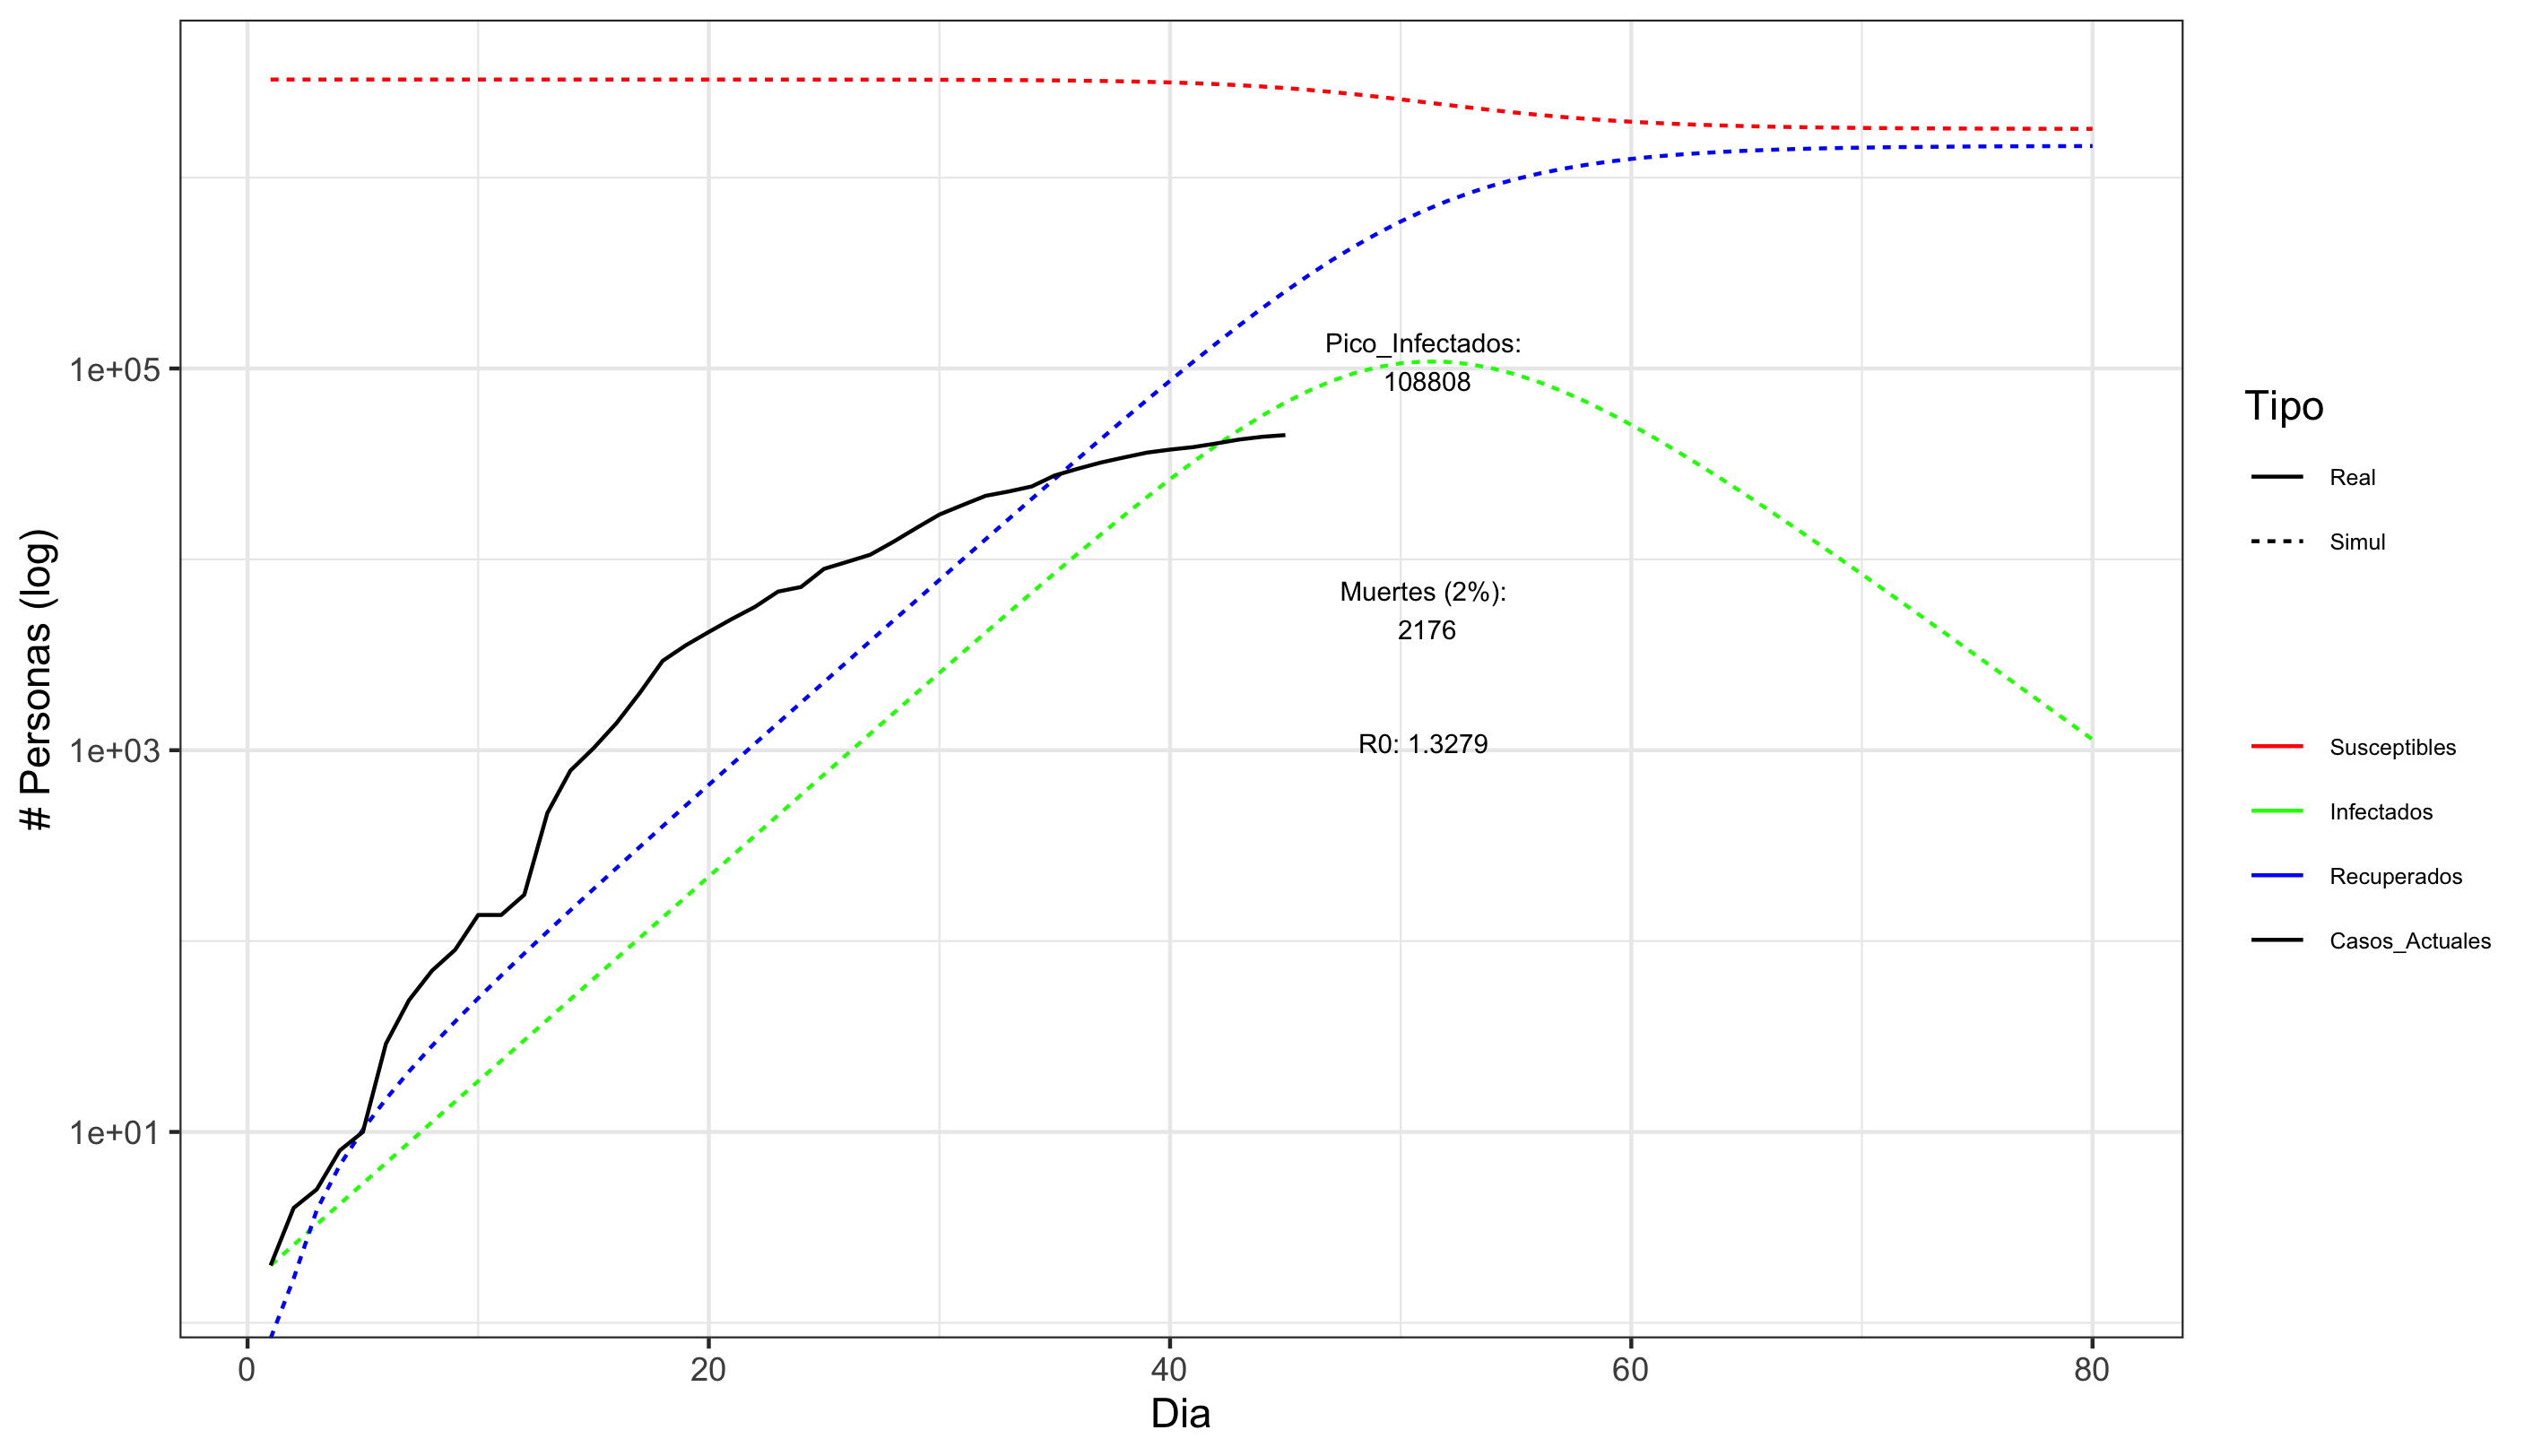 # Personas (log)
1e+05
1e+03
1e+01
Pico_Infectados:
108808
Muertes (2%):
2176
R0: 1.3279
0
20
40
60
80
Dia
Tipo
Real
Simul
Susceptibles
Infectados
Recuperados
Casos_Actuales